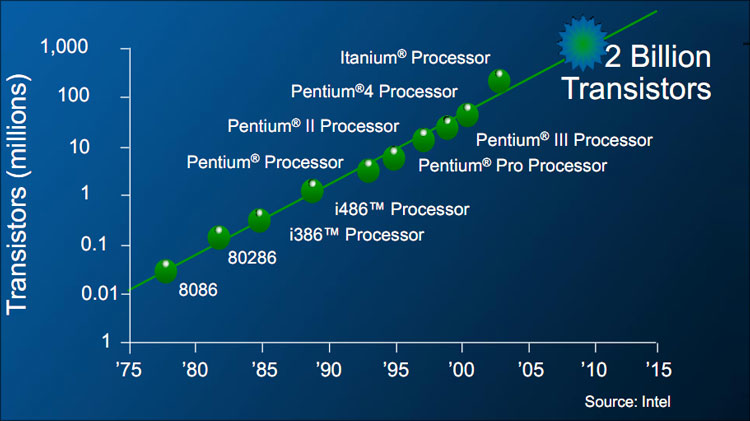 Transistors (millions)
1,000
100
10
1
0.1
0.01
1
Itanium® Processor
Pentium®4 Processor
Pentium® II Processor
Pentium® Processor
2 Billion
Transistors
Pentium® III Processor
Pentium® Pro Processor
i486™ Processor
i386™ Processor
80286
8086
’75
’80
’85
’89
’95
’00
’05
’10
’15
Source: Intel